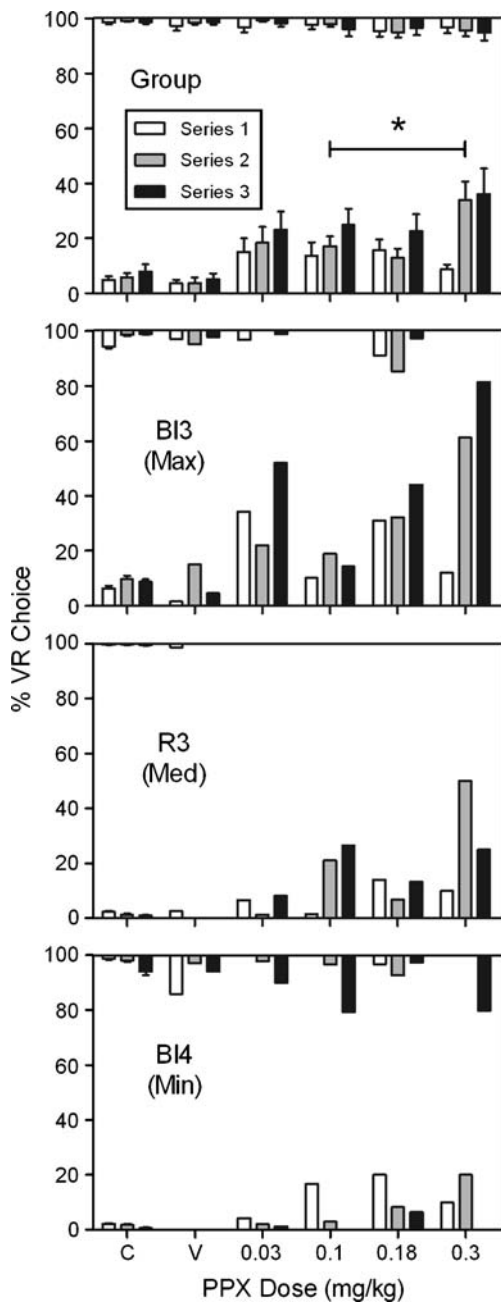 100
80
60
40
20
0
Group
Series 1
Series 2
Series 3
*
100
80
60
40
20
0
BI3
(Max)
% VR Choice
100
80
60
40
20
0
R3
(Med)
100
80
60
40
20
0
BI4
(Min)
C V 0.03 0.1 0.18 0.3
PPX Dose (mg/kg)